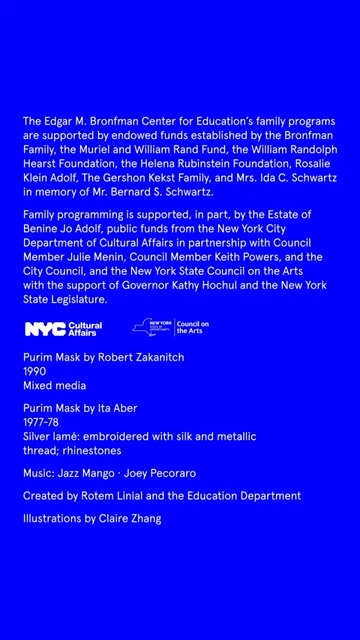 The Edgar M. Bronfman Center for Education's family programs
are supported by endowed funds established by the Bronfman
Family, the Muriel and William Rand Fund, the William Randolph
Hearst Foundation, the Helena Rubinstein Foundation, Rosalie
Klein Adolf, The Gershon Kekst Family, and Mrs. Ida C. Schwartz
in memory of Mr. Bernard S. Schwartz.
Family programming is supported, in part, by the Estate of
Benine Jo Adolf, public funds from the New York City
Department of Cultural Affairs in partnership with Council
Member Julie Menin, Council Member Keith Powers, and the
City Council, and the New York State Council on the Arts
with the support of Governor Kathy Hochul and the New York
State Legislature.
NYC Cultural
Affairs
NEW YORK
STATE OF
OPPORTUNITY
Council on
the Arts
Purim Mask by Robert Zakanitch
1990
Mixed media
Purim Mask by Ita Aber
1977-78
Silver lamé: embroidered with silk and metallic
thread; rhinestones
Music: Jazz Mango · Joey Pecoraro
Created by Rotem Linial and the Education Department
Illustrations by Claire Zhang